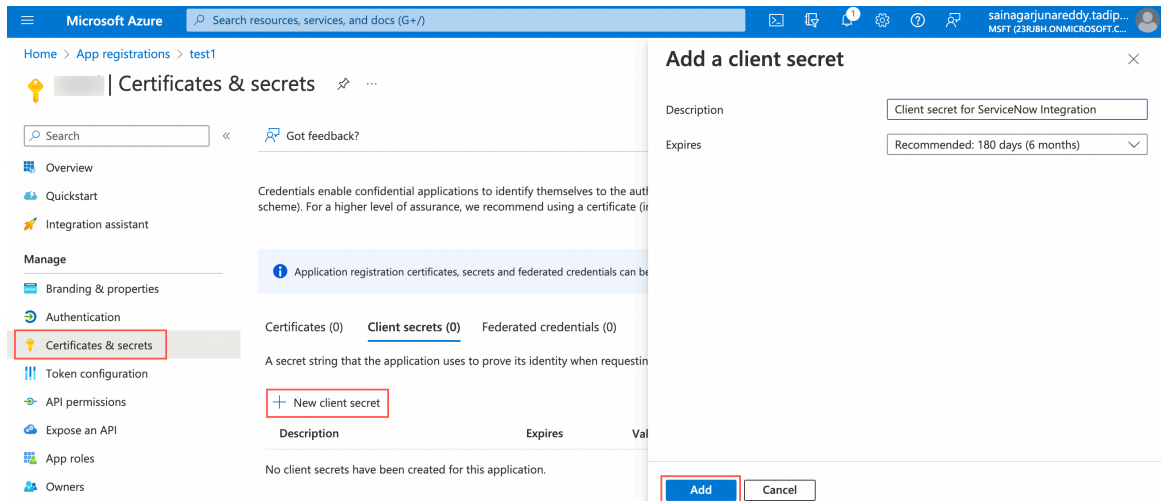 Microsoft Azure
Search resources, services, and docs (G+/)
1
sainagarjunareddy.tadip...
MSFT (23RJBH.ONMICROSOFT.C...
Home > App registrations > test1
| Certificates & secrets
...
Search
«
Overview
Quickstart
Integration assistant
Manage
Branding & properties
Authentication
Certificates & secrets
Token configuration
API permissions
Expose an API
App roles
Owners
Got feedback?
Credentials enable confidential applications to identify themselves to the aut
scheme). For a higher level of assurance, we recommend using a certificate (i
Application registration certificates, secrets and federated credentials can be
Certificates (0) Client secrets (0) Federated credentials (0)
A secret string that the application uses to prove its identity when requestin
+ New client secret
Description Expires Val
No client secrets have been created for this application.
Add a client secret
Description Client secret for ServiceNow Integration
Expires Recommended: 180 days (6 months)
Add Cancel